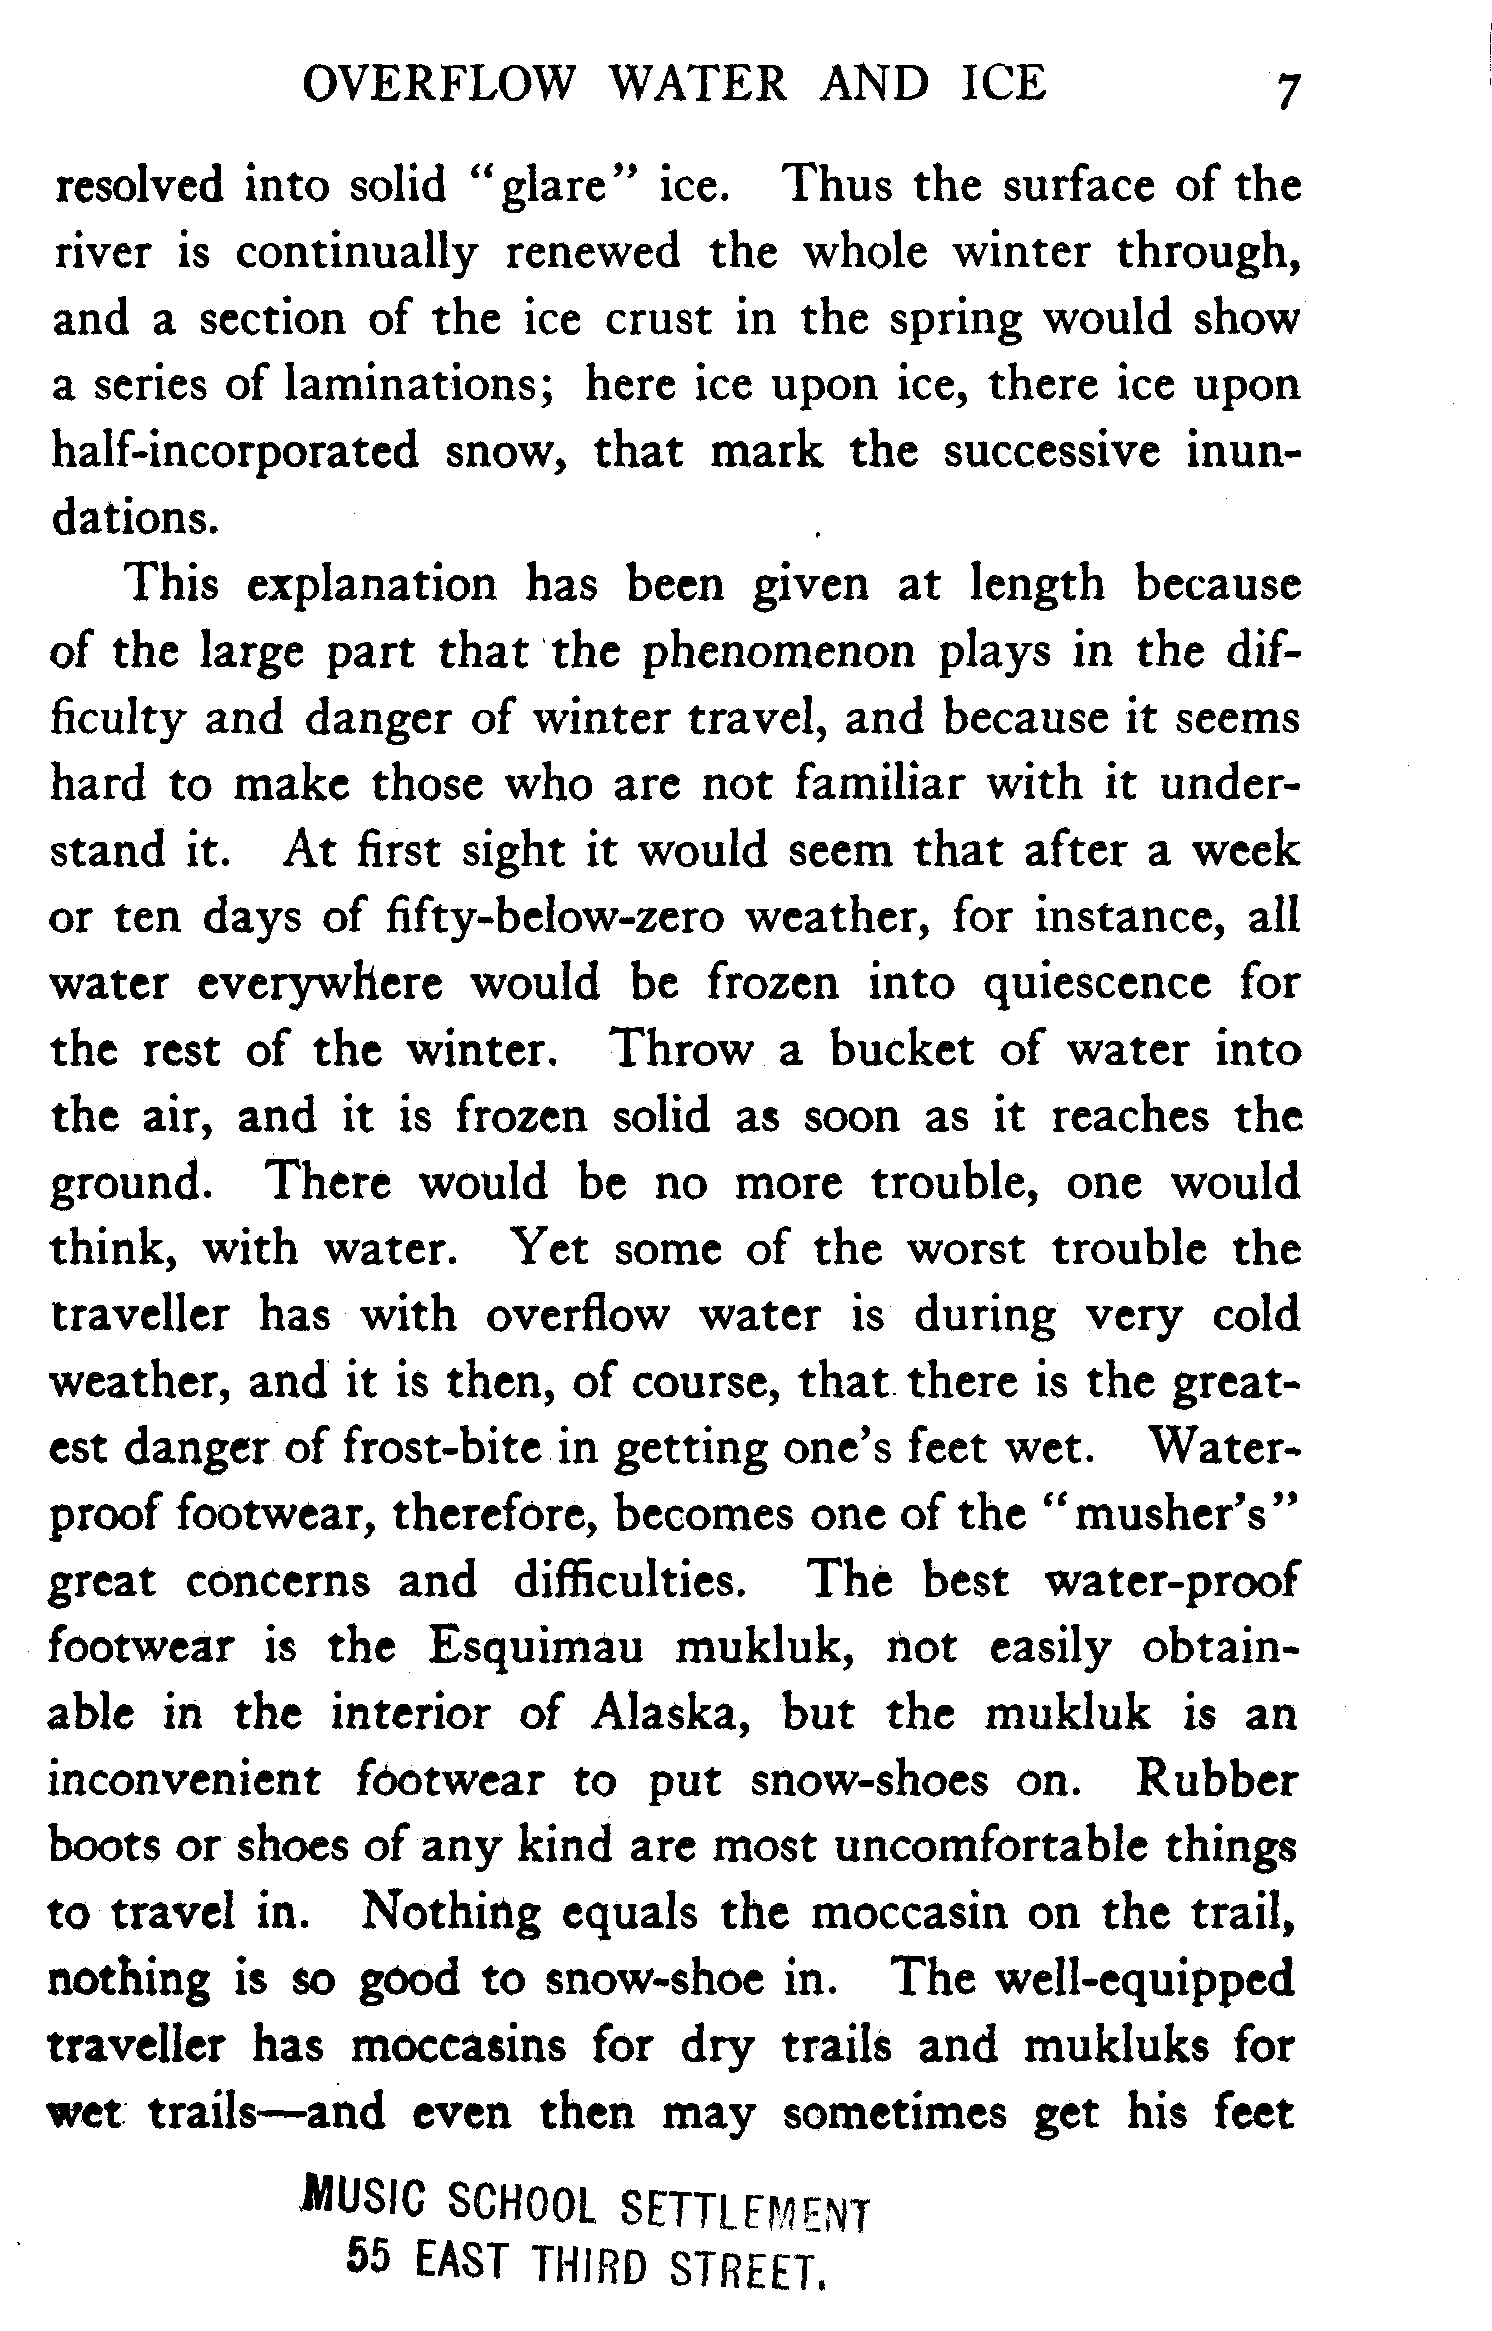 OVERFLOW WATER AND ICE 7
resolved into solid "glare" ice. Thus the surface of the
river is continually renewed the whole winter through,
and a section of the ice crust in the spring would show
a series of laminations; here ice upon ice, there ice upon
half-incorporated snow, that mark the successive inun-
dations.
This explanation has been given at length because
of the large part that the phenomenon plays in the dif-
ficulty and danger of winter travel, and because it seems
hard to make those who are not familiar with it under-
stand it. At first sight it would seem that after a week
or ten days of fifty-below-zero weather, for instance, all
water everywhere would be frozen into quiescence for
the rest of the winter. Throw a bucket of water into
the air, and it is frozen solid as soon as it reaches the
ground. There would be no more trouble, one would
think, with water. Yet some of the worst trouble the
traveller has with overflow water is during very cold
weather, and it is then, of course, that there is the great-
est danger of frost-bite in getting one's feet wet. Water-
proof footwear, therefore, becomes one of the "musher's"
great concerns and difficulties. The best water-proof
footwear is the Esquimau mukluk, not easily obtain-
able in the interior of Alaska, but the mukluk is an
inconvenient footwear to put snow-shoes on. Rubber
boots or shoes of any kind are most uncomfortable things
to travel in. Nothing equals the moccasin on the trail,
nothing is so good to snow-shoe in. The well-equipped
traveller has moccasins for dry trails and mukluks for
wet trails—and even then may sometimes get his feet
MUSIC SCHOOL SETTLEMENT
55 EAST THIRD STREET.